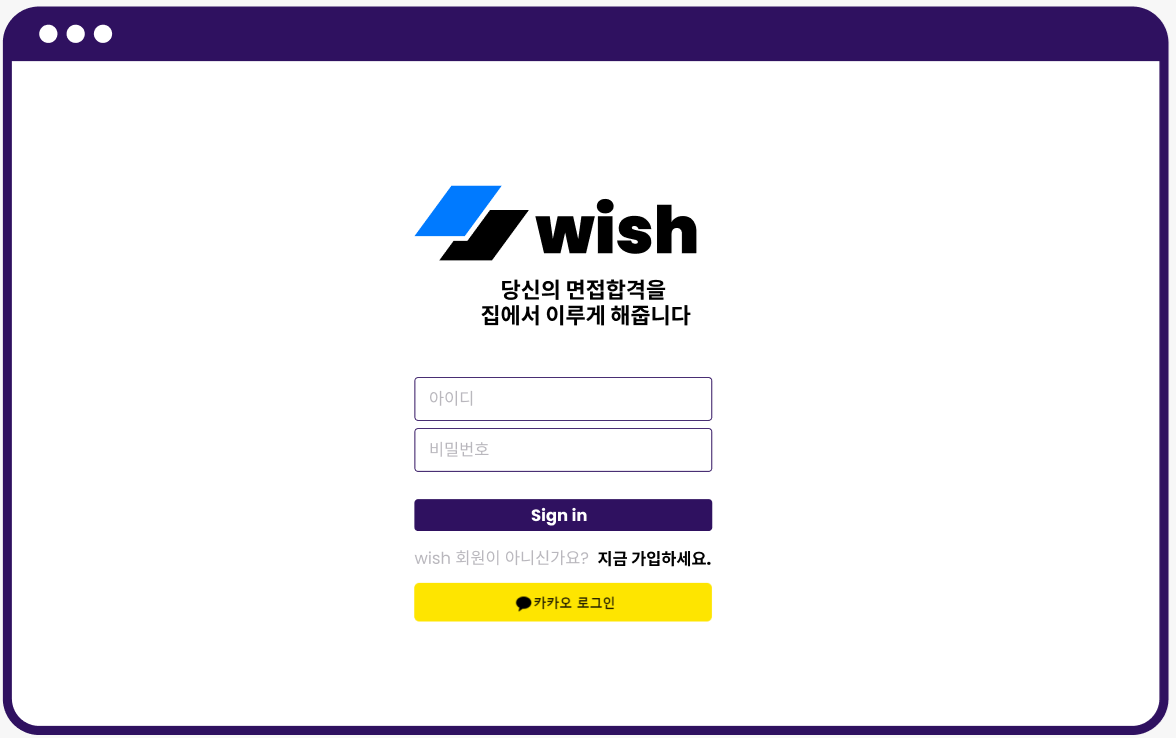 wish
당신의 면접합격을
집에서 이루게 해줍니다
아이디
비밀번호
Sign in
wish 회원이 아니신가요? 지금 가입하세요.
카카오 로그인